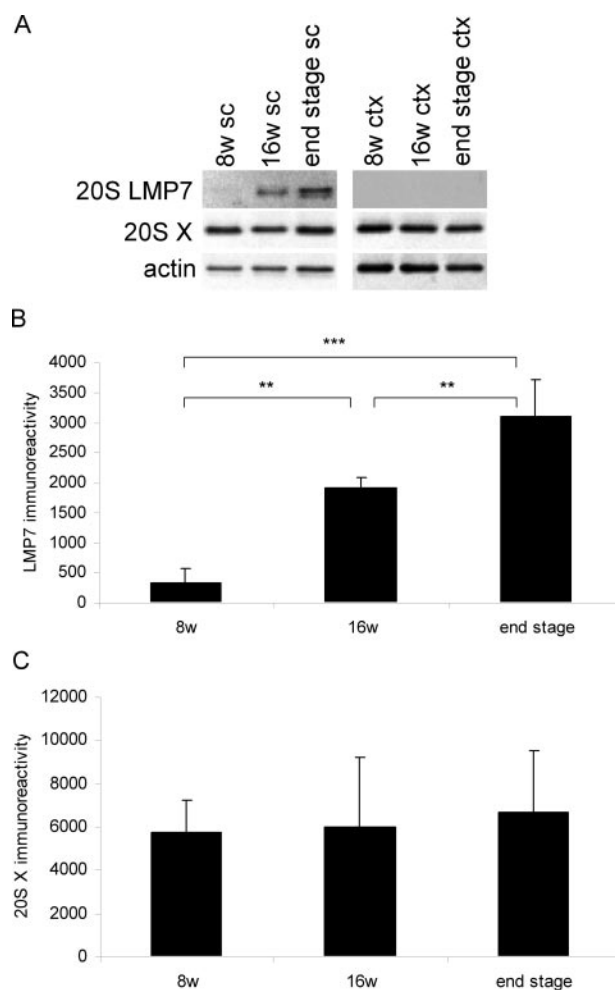 A
8w sc
16w sc
end stage sc
8w ctx
16w ctx
end stage ctx
20S LMP7
20S X
actin
B
LMP7 immunoreactivity
4000
3500
3000
2500
2000
1500
1000
500
0
***
**
**
8w
16w
end stage
C
20S X immunoreactivity
12000
10000
8000
6000
4000
2000
0
8w
16w
end stage